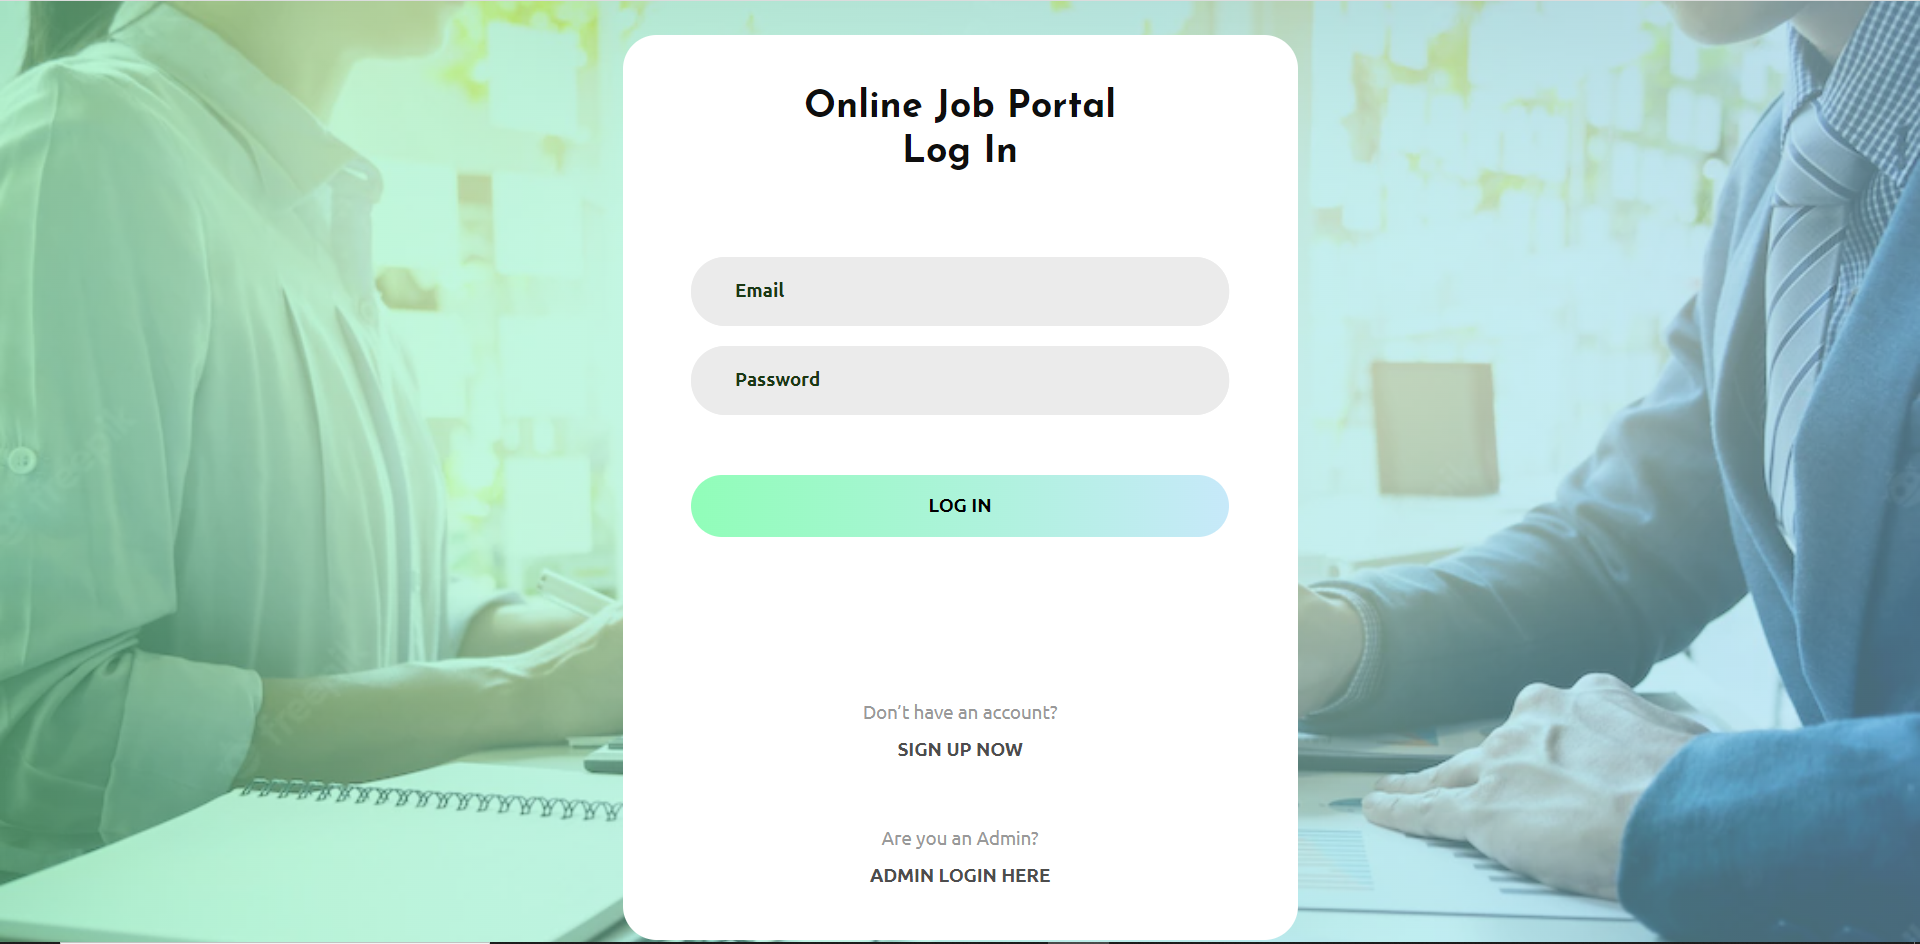 Online Job Portal
Log In
Email
Password
LOG IN
Don't have an account?
SIGN UP NOW
Are you an Admin?
ADMIN LOGIN HERE
freepik